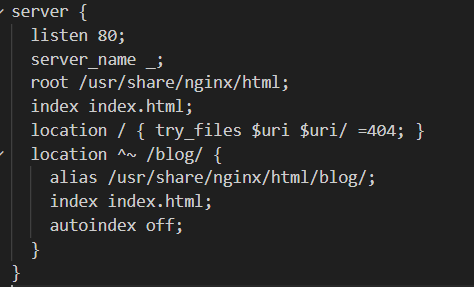 server {
listen 80;
server_name _;
root /usr/share/nginx/html;
index index.html;
location / { try_files $uri $uri/ =404; }
location ^~ /blog/ {
alias /usr/share/nginx/html/blog/;
index index.html;
autoindex off;
}
}